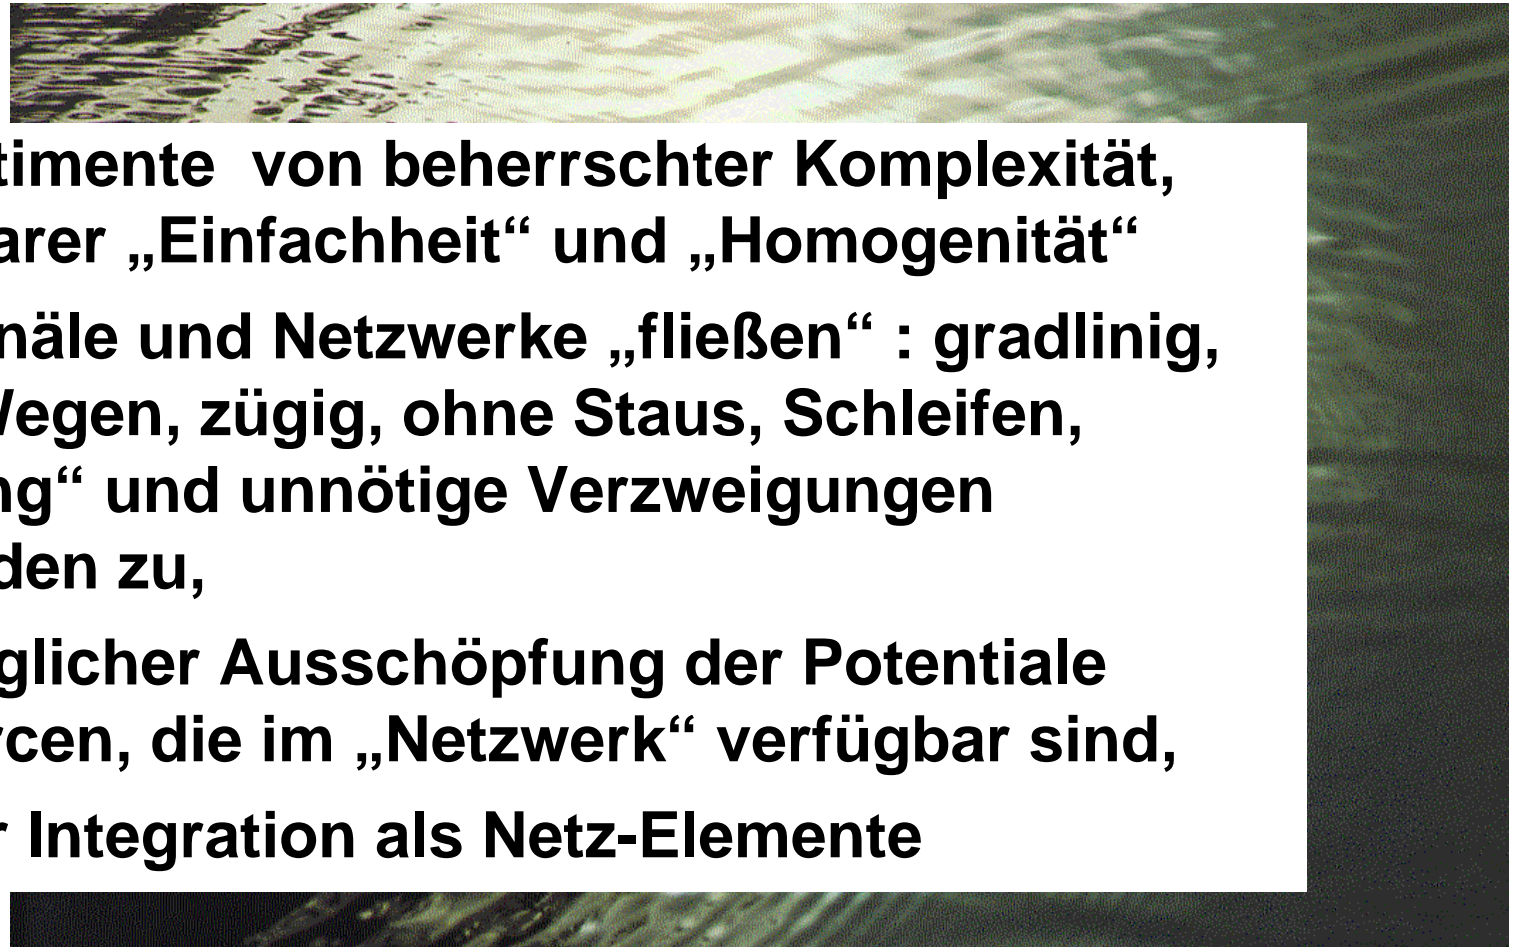 timente von beherrschter Komplexität,
arer „Einfachheit“ und „Homogenität“
näle und Netzwerke „fließen“ : gradlinig,
Wegen, zügig, ohne Staus, Schleifen,
ng“ und unnötige Verzweigungen
den zu,
glicher Ausschöpfung der Potentiale
rcen, die im „Netzwerk“ verfügbar sind,
r Integration als Netz-Elemente